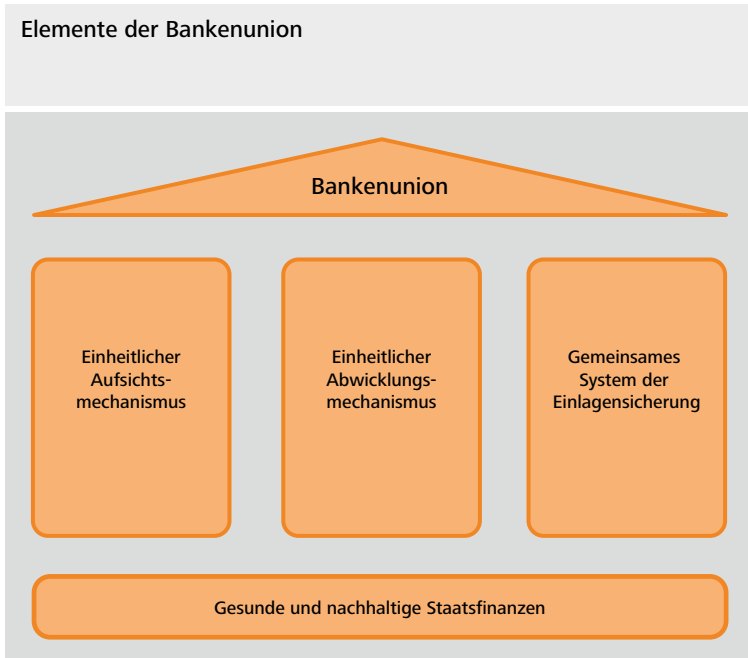 Elemente der Bankenunion
Bankenunion
Einheitlicher
Aufsichts-
mechanismus
Einheitlicher
Abwicklungs-
mechanismus
Gemeinsames
System der
Einlagensicherung
Gesunde und nachhaltige Staatsfinanzen